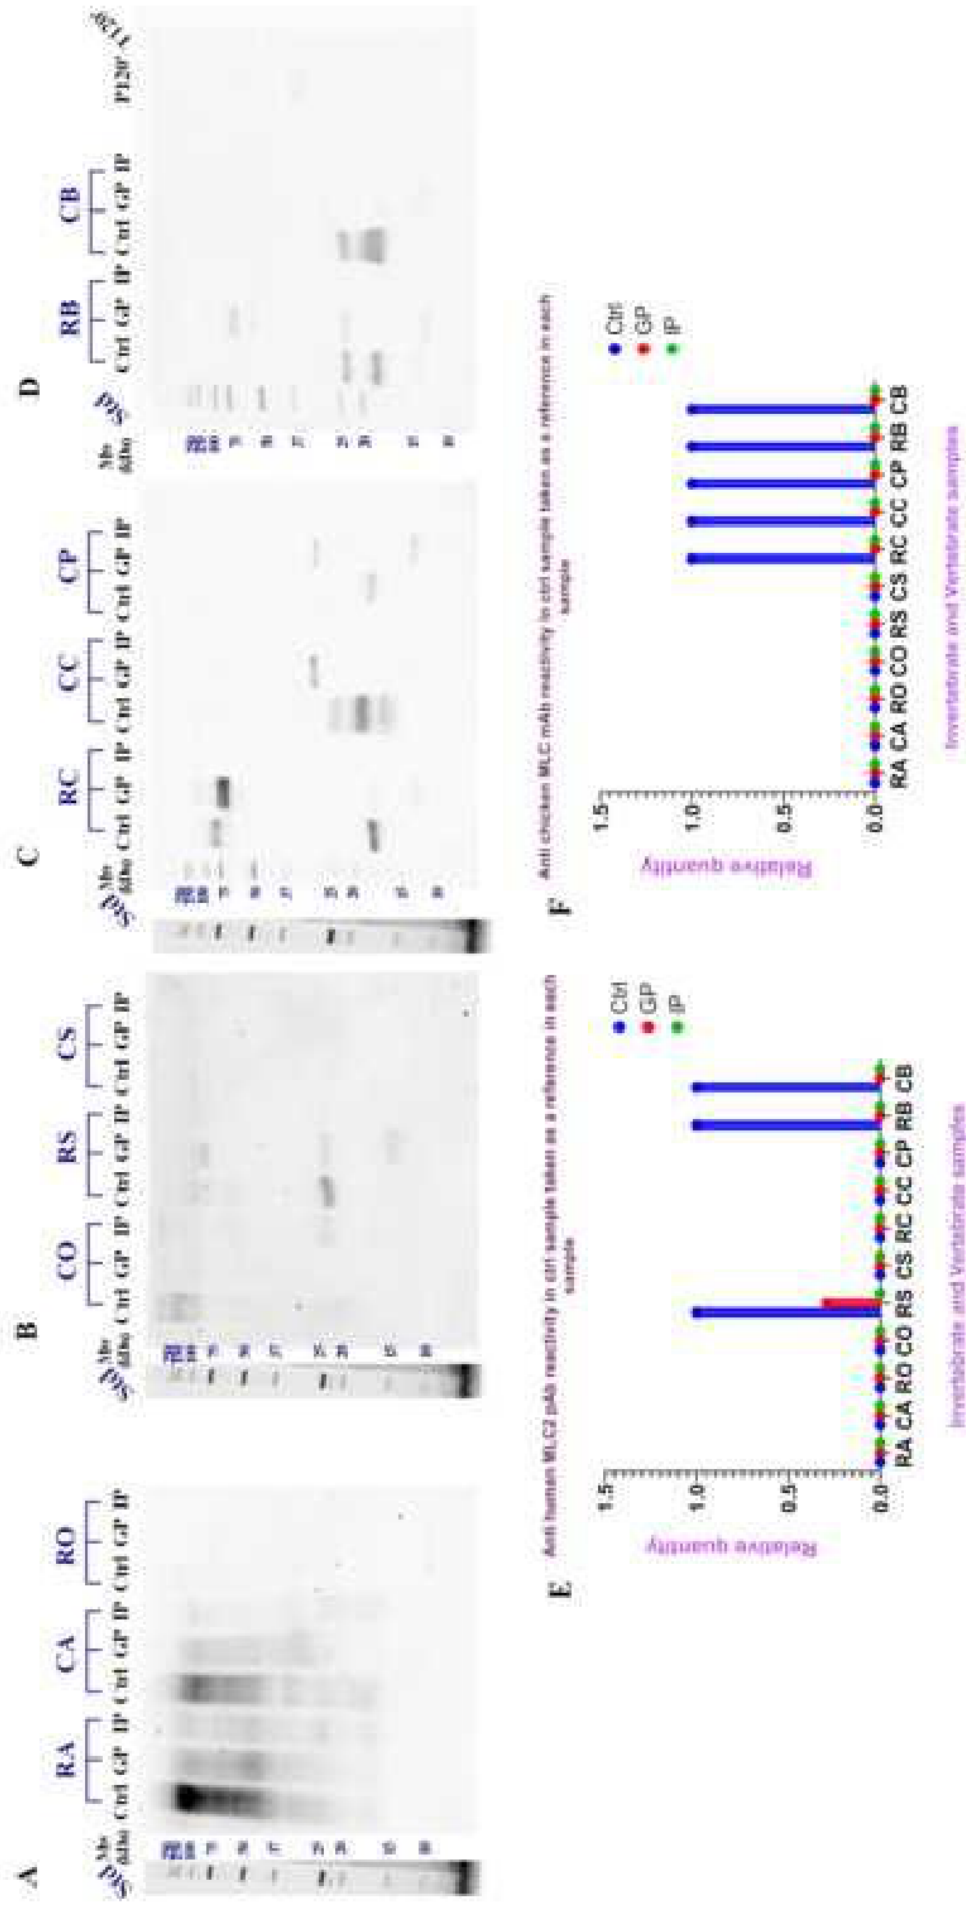 A
Std
RA
CA
RO
Ctrl GP IP Ctrl GP IP Ctrl GP IP
B
Std
CO
RS
CS
Ctrl GP IP Ctrl GP IP Ctrl GP IP
C
Std
RC
CC
CP
Ctrl GP IP Ctrl GP IP Ctrl GP IP
D
Std
RB
CB
Ctrl GP IP Ctrl GP IP
E
Anti human MLC2 pAb reactivity in ctrl sample taken as a reference in each
sample
Relative quantity
1.5
1.0
0.5
0.0
RA CA RO CO RS CS RC CC CP RB CB
Invertebrate and Vertebrate samples
Ctrl
GP
IP
F
Anti chicken MLC mAb reactivity in ctrl sample taken as a reference in each
sample
Relative quantity
1.5
1.0
0.5
0.0
RA CA RO CO RS CS RC CC CP RB CB
Invertebrate and Vertebrate samples
Ctrl
GP
IP